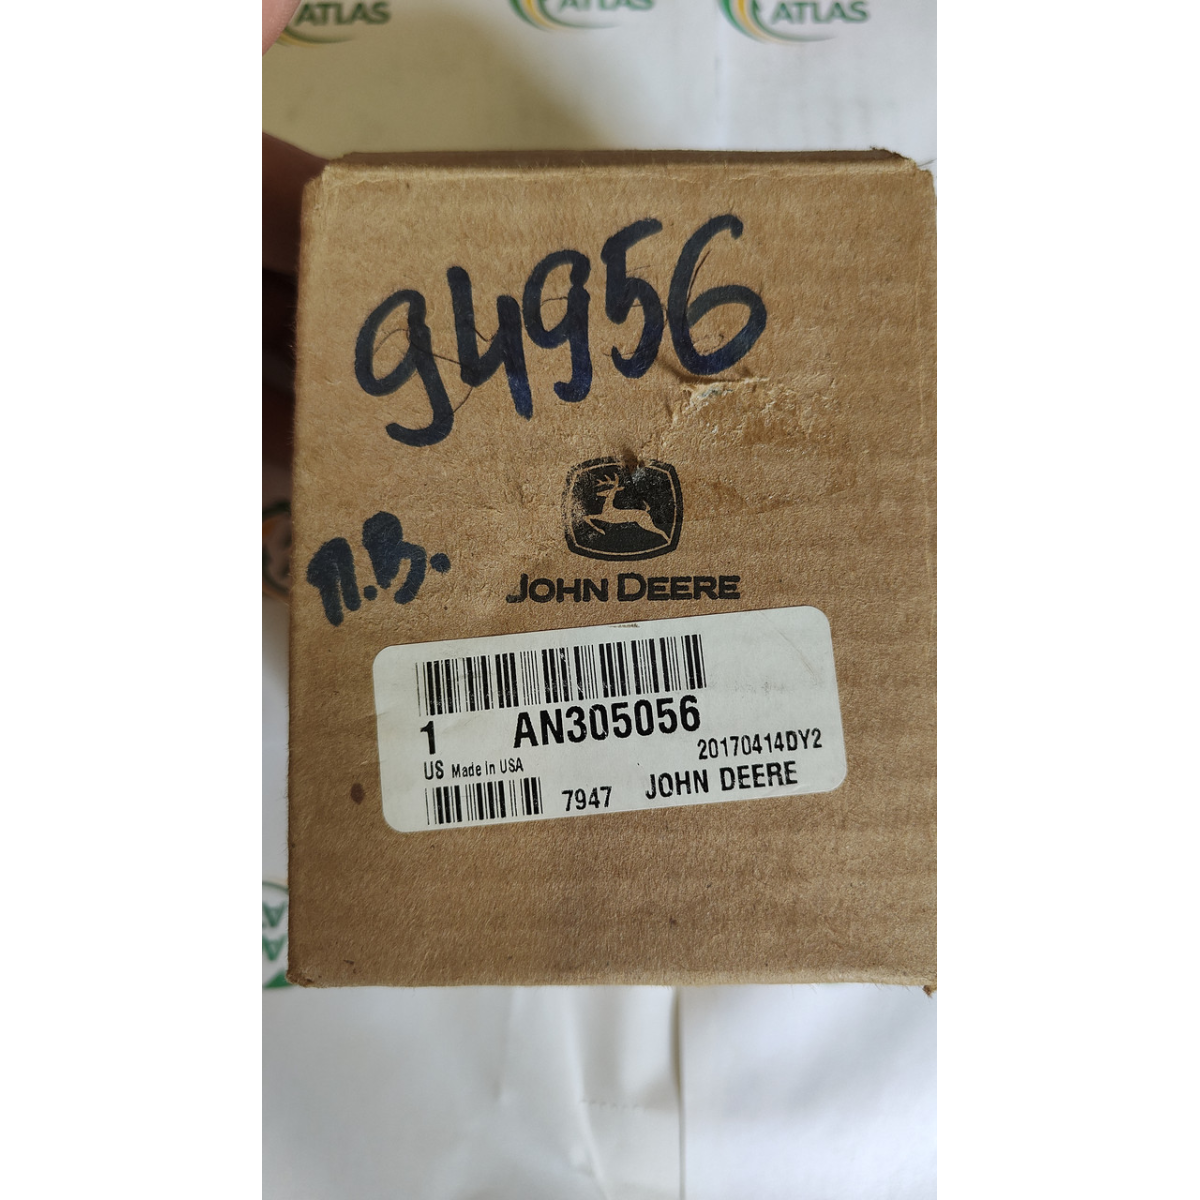 ATLAS
ATLAS
ATLAS
94956
п.В.
JOHN DEERE
1 AN305056
20170414DY2
US Made in USA
7947 JOHN DEERE